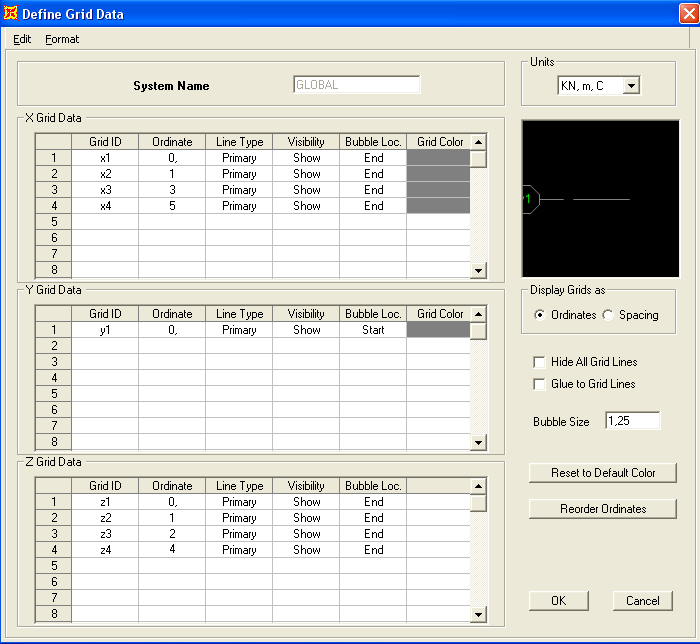 Define Grid Data
Edit Format
System Name GLOBAL
Units
KN, m, C
X Grid Data
Grid ID Ordinate Line Type Visibility Bubble Loc. Grid Color
1 x1 0, Primary Show End
2 x2 1 Primary Show End
3 x3 3 Primary Show End
4 x4 5 Primary Show End
5
6
7
8
Y Grid Data
Grid ID Ordinate Line Type Visibility Bubble Loc. Grid Color
1 y1 0, Primary Show Start
2
3
4
5
6
7
8
Z Grid Data
Grid ID Ordinate Line Type Visibility Bubble Loc.
1 z1 0, Primary Show End
2 z2 1 Primary Show End
3 z3 2 Primary Show End
4 z4 4 Primary Show End
5
6
7
8
Display Grids as
Ordinates Spacing
Hide All Grid Lines
Glue to Grid Lines
Bubble Size 1,25
Reset to Default Color
Reorder Ordinates
OK Cancel